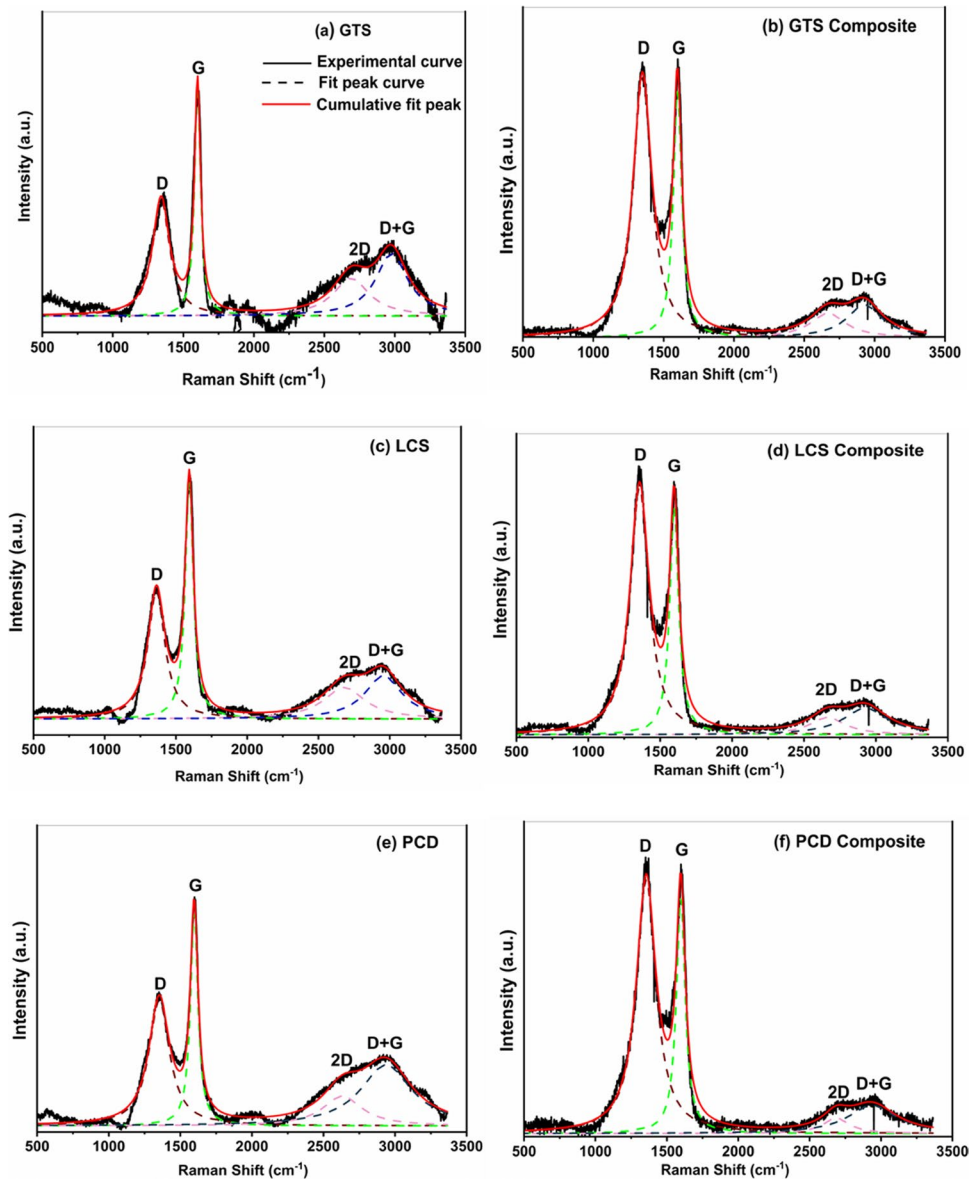 (a) GTS
Experimental curve
Fit peak curve
Cumulative fit peak
D
G
2D
D+G
Intensity (a.u.)
500 1000 1500 2000 2500 3000 3500
Raman Shift (cm-1)
(b) GTS Composite
D
G
2D
D+G
Intensity (a.u.)
500 1000 1500 2000 2500 3000 3500
Raman Shift (cm-1)
(c) LCS
D
G
2D
D+G
Intensity (a.u.)
500 1000 1500 2000 2500 3000 3500
Raman Shift (cm-1)
(d) LCS Composite
D
G
2D
D+G
Intensity (a.u.)
500 1000 1500 2000 2500 3000 3500
Raman Shift (cm-1)
(e) PCD
D
G
2D
D+G
Intensity (a.u.)
500 1000 1500 2000 2500 3000 3500
Raman Shift (cm-1)
(f) PCD Composite
D
G
2D
D+G
Intensity (a.u.)
500 1000 1500 2000 2500 3000 3500
Raman Shift (cm-1)